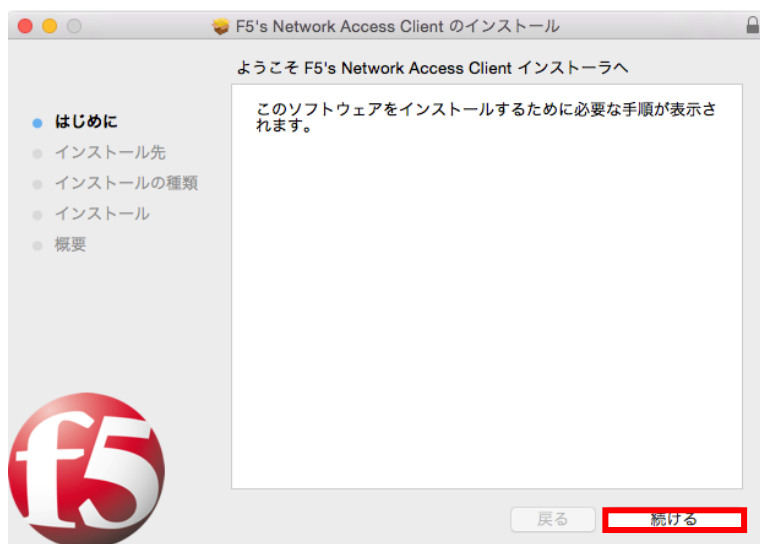 F5's Network Access Client のインストール
ようこそ F5's Network Access Client インストーラへ
はじめに
インストール先
インストールの種類
インストール
概要
このソフトウェアをインストールするために必要な手順が表示さ
れます。
f5
戻る
続ける